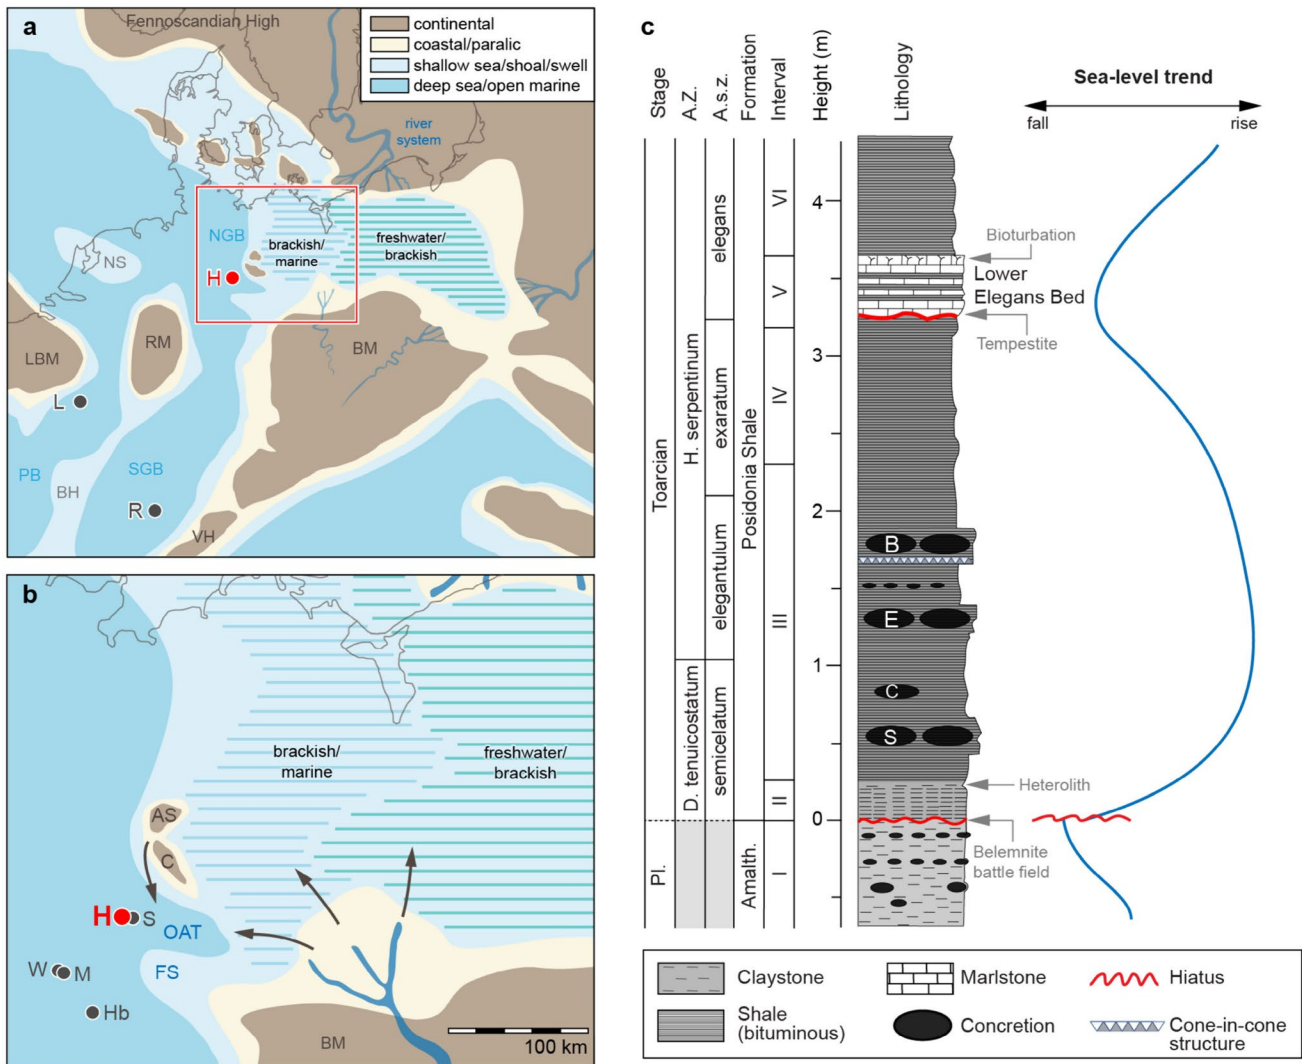 a
Fennoscandian High
continental
coastal/paralic
shallow sea/shoal/swell
deep sea/open marine
river
system
NGB
brackish/
marine
freshwater/
brackish
NS
H
LBM
RM
BM
L
PB
SGB
BH
R
VH
b
brackish/
marine
freshwater/
brackish
AS
C
H
S
OAT
W
M
FS
Hb
BM
100 km
c
Stage
A.Z.
A.s.z.
Formation
Interval
Height (m)
Lithology
Sea-level trend
fall
rise
Toarcian
Pl.
H. serpentinum
D. tenuicostatum
elegans
exaratum
elegantulum
semicelatum
Posidonia Shale
Amalth.
VI
V
IV
III
II
I
4
3
2
1
0
Bioturbation
Lower
Elegans Bed
Tempestite
B
E
C
S
Heterolith
Belemnite
battle field
Claystone
Marlstone
Hiatus
Shale
(bituminous)
Concretion
Cone-in-cone
structure